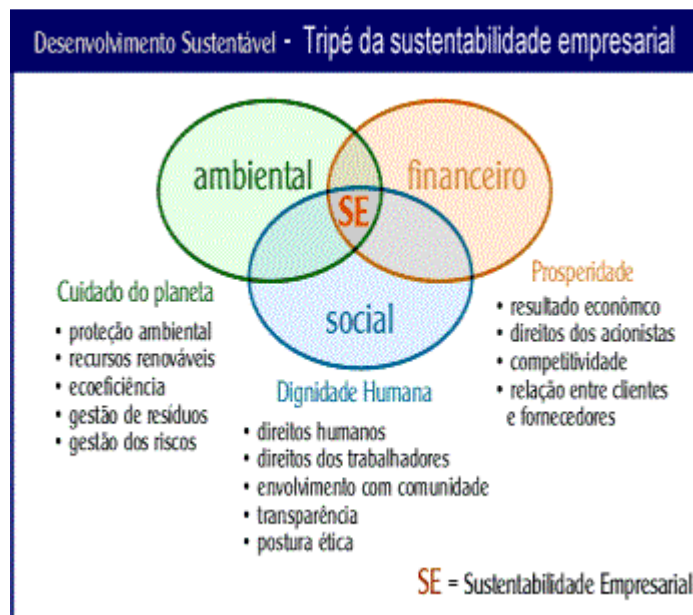 Desenvolvimento Sustentável - Tripé da sustentabilidade empresarial
ambiental
financeiro
SE
social
Cuidado do planeta
• proteção ambiental
• recursos renováveis
• ecoeficiência
• gestão de resíduos
• gestão dos riscos
Dignidade Humana
• direitos humanos
• direitos dos trabalhadores
• envolvimento com comunidade
• transparência
• postura ética
Prosperidade
• resultado econômco
• direitos dos acionistas
• competitividade
• relação entre clientes
e fornecedores
SE = Sustentabilidade Empresarial